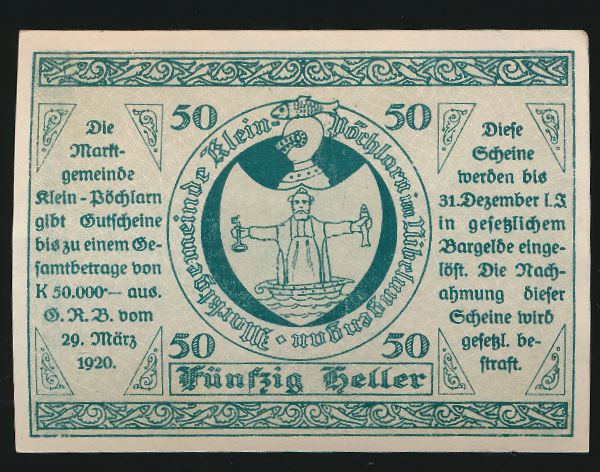 Die
Markt-
gemeinde
Klein-Pöchlarn
gibt Gutscheine
bis zu einem Ge-
samtbetrage von
K 50.000·— aus.
G.R.B. vom
29. März
1920.
50
50
Marktgemeinde Klein-Pöchlarn im Nibelungengau ·
50
50
Fünfzig Heller
Diese
Scheine
werden bis
31. Dezember l. J.
in gesetzlichem
Bargelde einge-
löst. Die Nach-
ahmung dieser
Scheine wird
gesetzl. be-
straft.